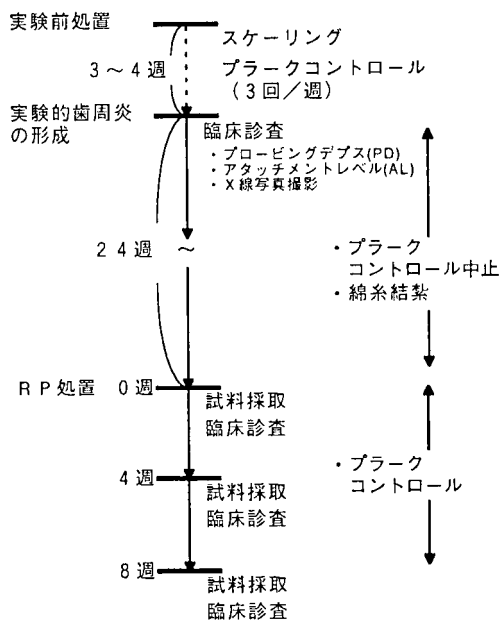 実験前処置
スケーリング
3～4週
プラークコントロール
(3回／週)
実験的歯周炎
の形成
臨床診査
・プロービングデプス(PD)
・アタッチメントレベル(AL)
・X線写真撮影
24週
～
・プラーク
コントロール中止
・綿糸結紮
RP処置 0週
試料採取
臨床診査
・プラーク
コントロール
4週
試料採取
臨床診査
8週
試料採取
臨床診査